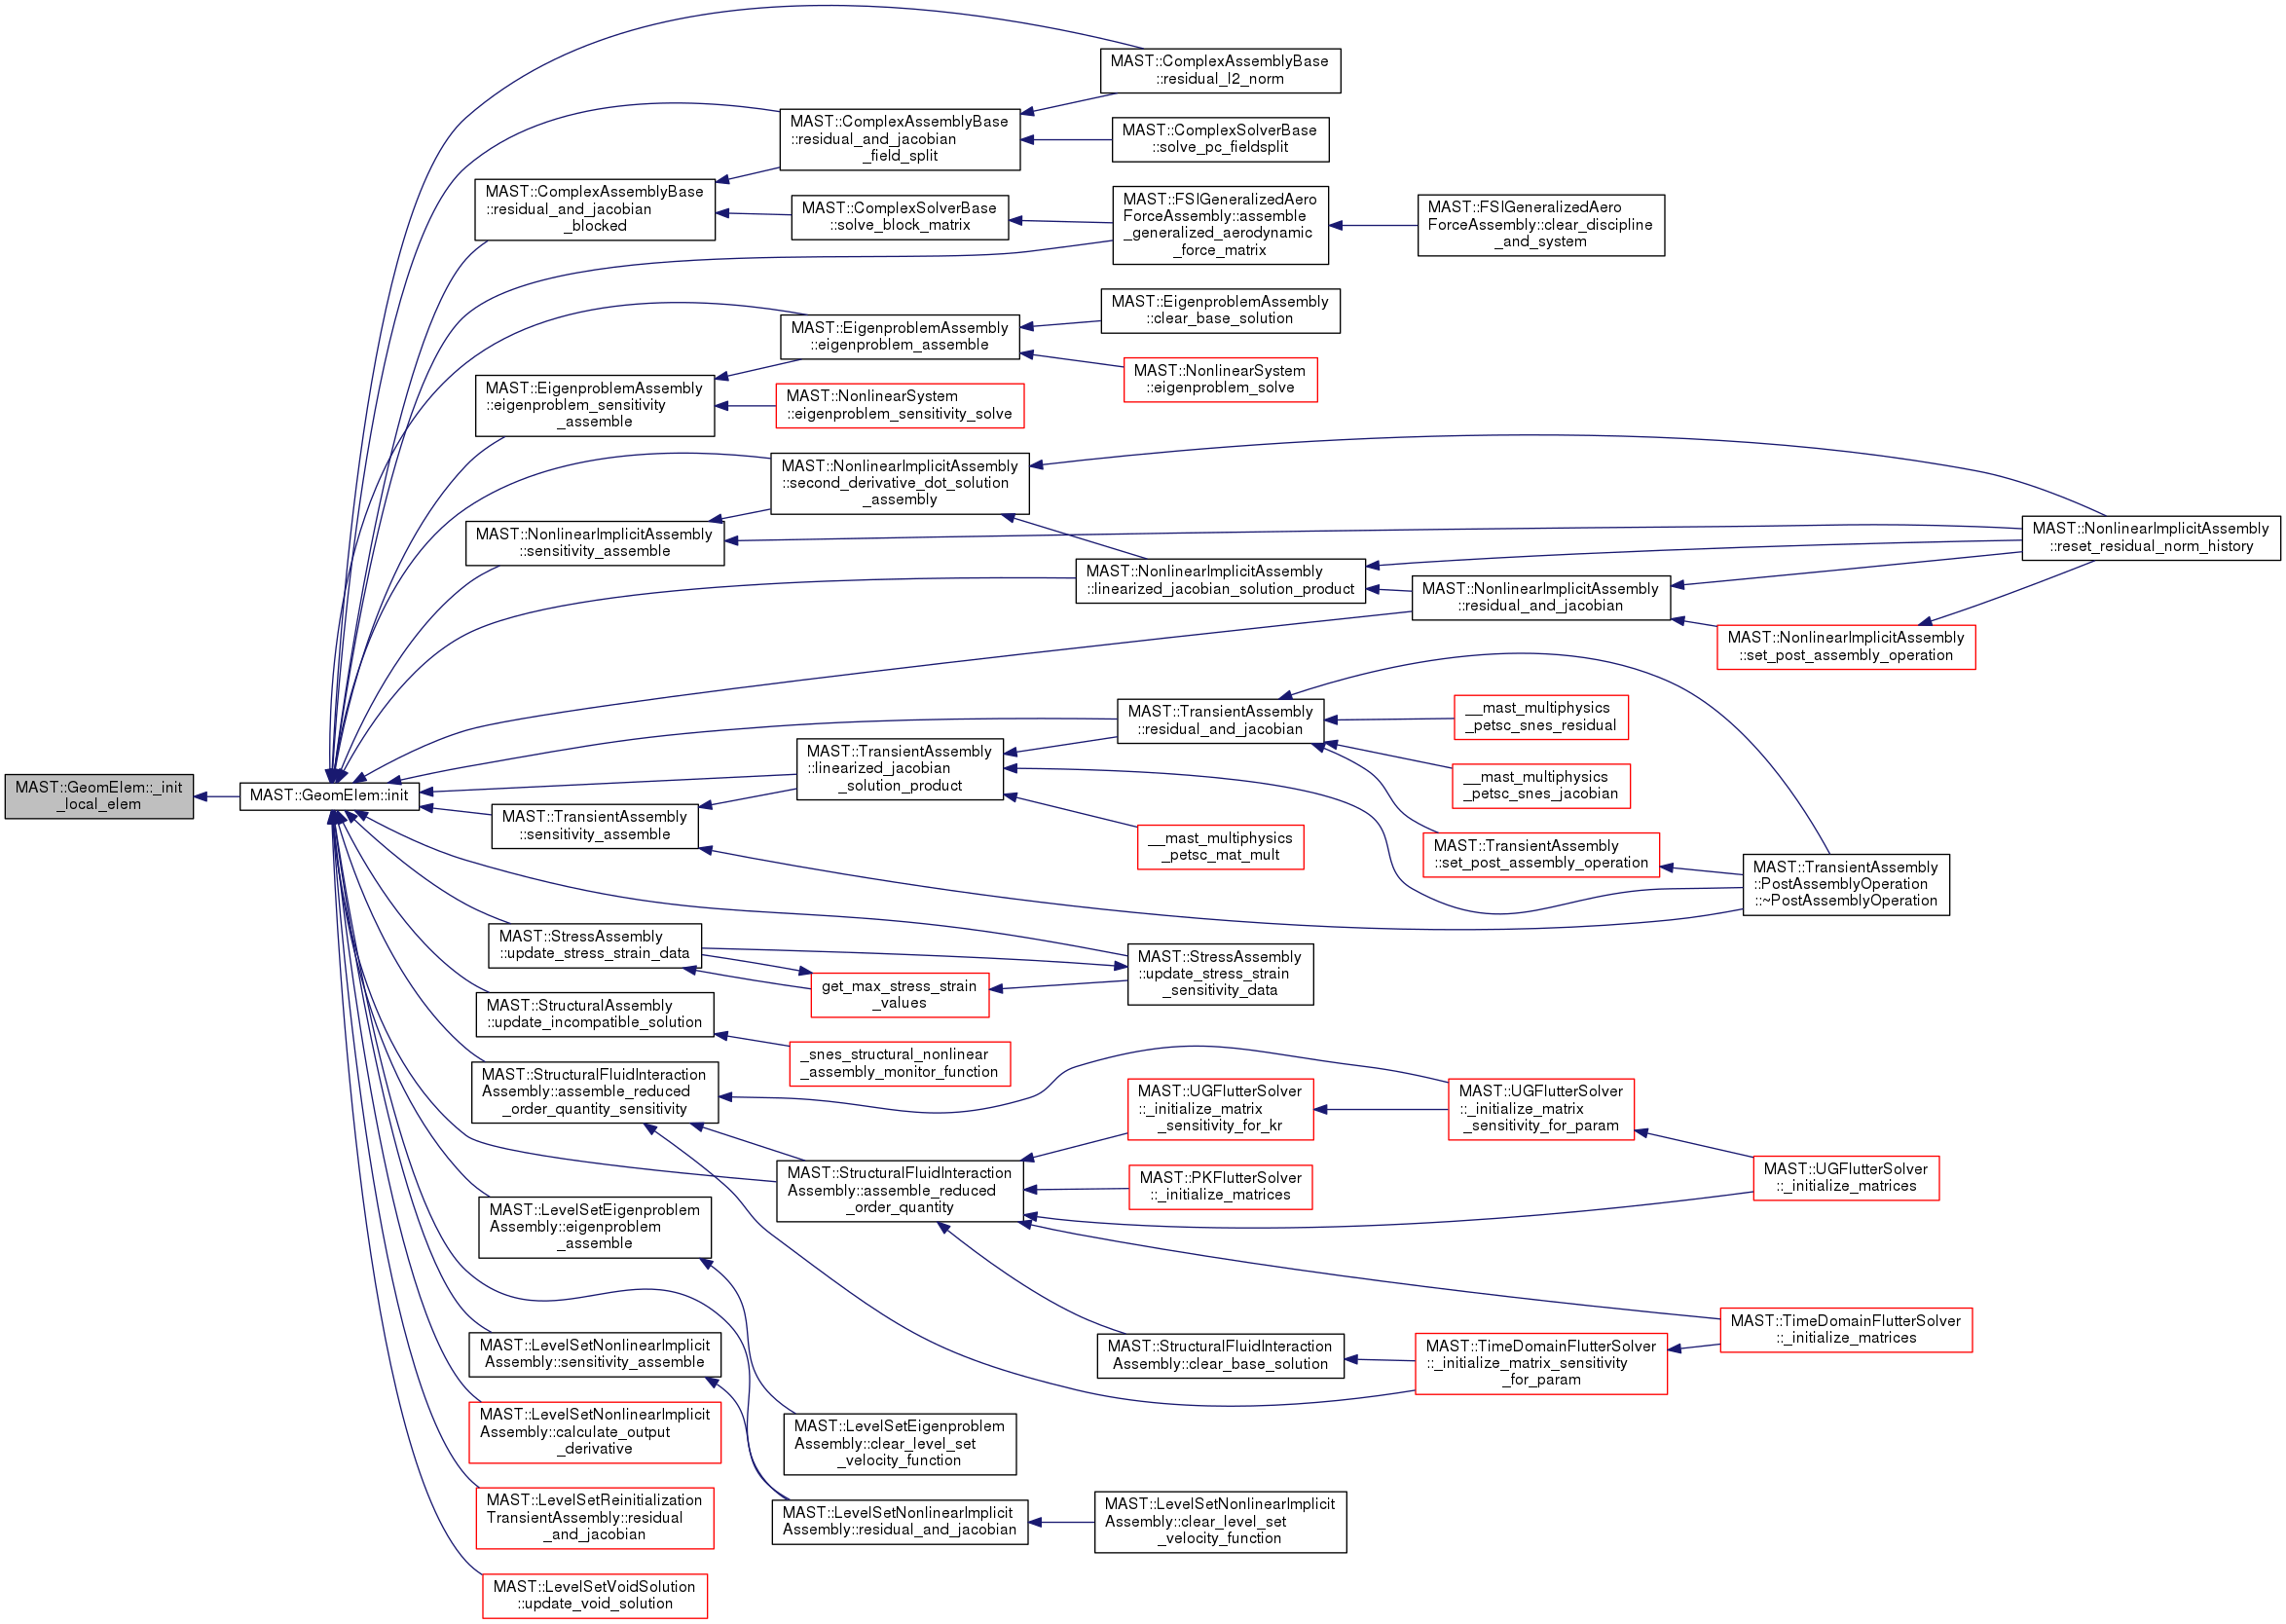 MAST::GeomElem::_init
_local_elem
MAST::GeomElem::init
MAST::ComplexAssemblyBase
::residual_l2_norm
MAST::ComplexAssemblyBase
::residual_and_jacobian
_field_split
MAST::ComplexSolverBase
::solve_pc_fieldsplit
MAST::ComplexAssemblyBase
::residual_and_jacobian
_blocked
MAST::ComplexSolverBase
::solve_block_matrix
MAST::FSIGeneralizedAero
ForceAssembly::assemble
_generalized_aerodynamic
_force_matrix
MAST::FSIGeneralizedAero
ForceAssembly::clear_discipline
_and_system
MAST::EigenproblemAssembly
::clear_base_solution
MAST::EigenproblemAssembly
::eigenproblem_assemble
MAST::NonlinearSystem
::eigenproblem_solve
MAST::EigenproblemAssembly
::eigenproblem_sensitivity
_assemble
MAST::NonlinearSystem
::eigenproblem_sensitivity_solve
MAST::NonlinearImplicitAssembly
::second_derivative_dot_solution
_assembly
MAST::NonlinearImplicitAssembly
::sensitivity_assemble
MAST::NonlinearImplicitAssembly
::reset_residual_norm_history
MAST::NonlinearImplicitAssembly
::linearized_jacobian_solution_product
MAST::NonlinearImplicitAssembly
::residual_and_jacobian
MAST::NonlinearImplicitAssembly
::set_post_assembly_operation
MAST::TransientAssembly
::residual_and_jacobian
__mast_multiphysics
_petsc_snes_residual
MAST::TransientAssembly
::linearized_jacobian
_solution_product
__mast_multiphysics
_petsc_snes_jacobian
MAST::TransientAssembly
::sensitivity_assemble
__mast_multiphysics
_petsc_mat_mult
MAST::TransientAssembly
::set_post_assembly_operation
MAST::TransientAssembly
::PostAssemblyOperation
::~PostAssemblyOperation
MAST::StressAssembly
::update_stress_strain_data
get_max_stress_strain
_values
MAST::StressAssembly
::update_stress_strain
_sensitivity_data
MAST::StructuralAssembly
::update_incompatible_solution
_snes_structural_nonlinear
_assembly_monitor_function
MAST::StructuralFluidInteraction
Assembly::assemble_reduced
_order_quantity_sensitivity
MAST::UGFlutterSolver
::_initialize_matrix
_sensitivity_for_kr
MAST::UGFlutterSolver
::_initialize_matrix
_sensitivity_for_param
MAST::StructuralFluidInteraction
Assembly::assemble_reduced
_order_quantity
MAST::PKFlutterSolver
::_initialize_matrices
MAST::UGFlutterSolver
::_initialize_matrices
MAST::LevelSetEigenproblem
Assembly::eigenproblem
_assemble
MAST::TimeDomainFlutterSolver
::_initialize_matrices
MAST::LevelSetNonlinearImplicit
Assembly::sensitivity_assemble
MAST::StructuralFluidInteraction
Assembly::clear_base_solution
MAST::TimeDomainFlutterSolver
::_initialize_matrix_sensitivity
_for_param
MAST::LevelSetNonlinearImplicit
Assembly::calculate_output
_derivative
MAST::LevelSetEigenproblem
Assembly::clear_level_set
_velocity_function
MAST::LevelSetReinitialization
TransientAssembly::residual
_and_jacobian
MAST::LevelSetNonlinearImplicit
Assembly::residual_and_jacobian
MAST::LevelSetNonlinearImplicit
Assembly::clear_level_set
_velocity_function
MAST::LevelSetVoidSolution
::update_void_solution